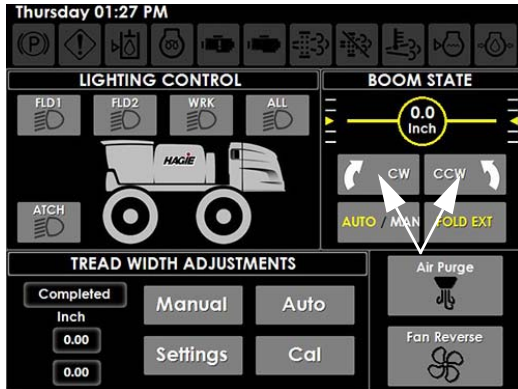 Thursday 01:27 PM
LIGHTING CONTROL
FLD1 FLD2 WRK ALL
HAGIE
ATCH
BOOM STATE
0.0
Inch
CW CCW
AUTO / MAN FOLD EXT
TREAD WIDTH ADJUSTMENTS
Completed
Inch
0.00
0.00
Manual Auto
Settings Cal
Air Purge
Fan Reverse